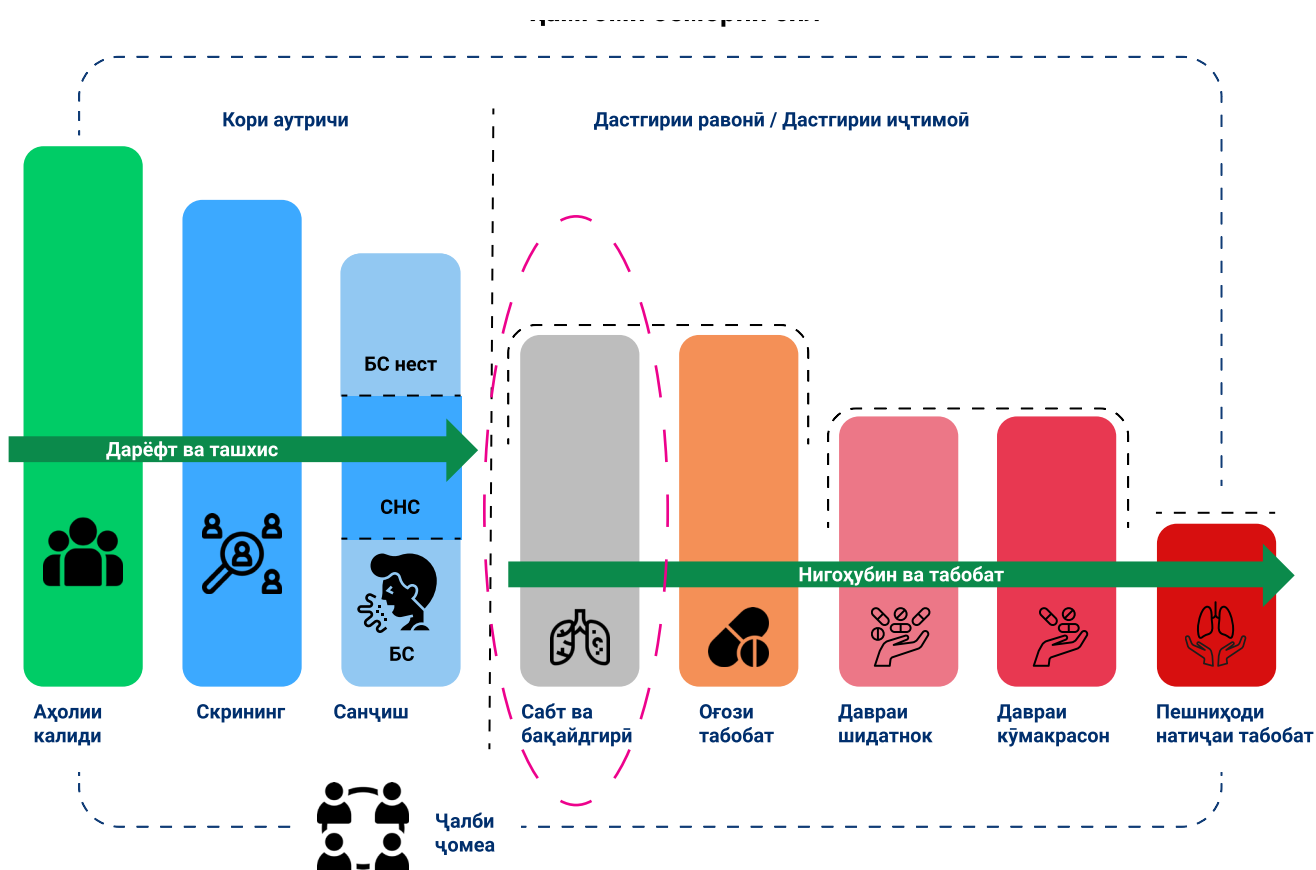 Кори аутричи
Дастгирии равонӣ / Дастгирии иҷтимоӣ
БС нест
Дарёфт ва ташхис
СНС
Нигоҳубин ва табобат
БС
Аҳолии
калиди
Скрининг
Санҷиш
Сабт ва
бақайдгирӣ
Оғози
табобат
Давраи
шидатнок
Давраи
кӯмакрасон
Пешниҳоди
натиҷаи табобат
Ҷалби
ҷомеа